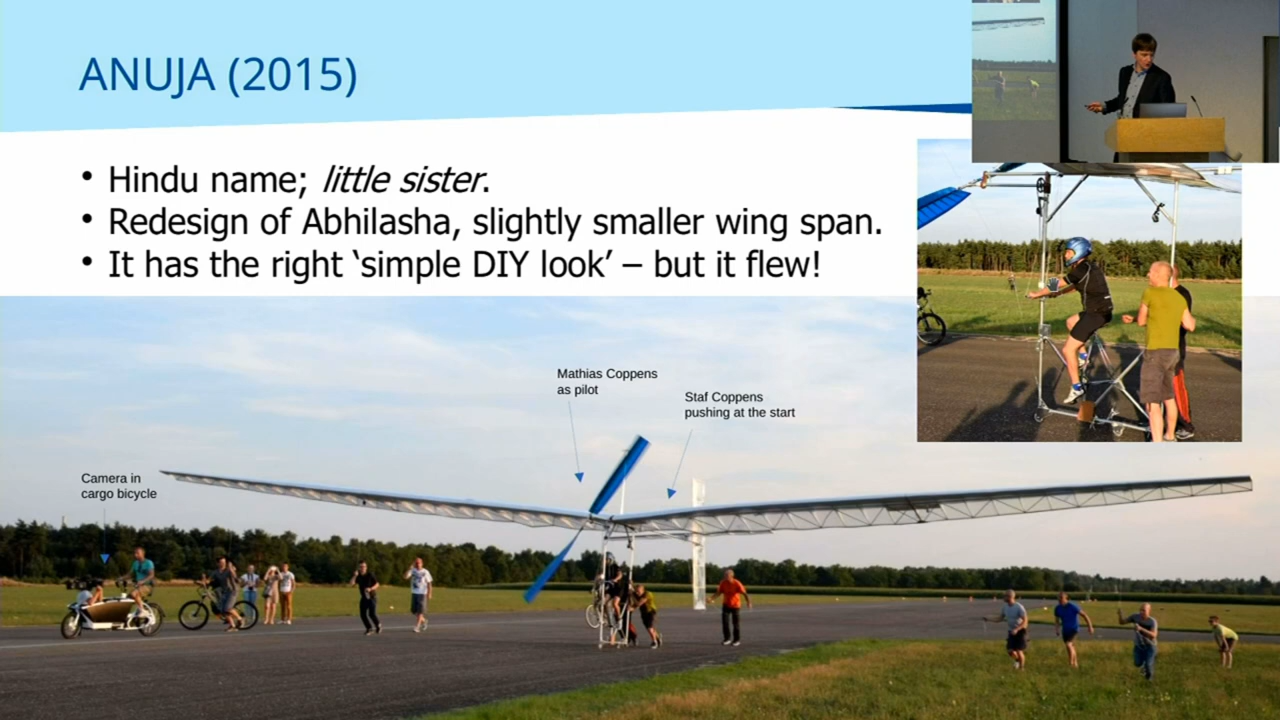 ANUJA (2015)
• Hindu name; little sister.
• Redesign of Abhilasha, slightly smaller wing span.
• It has the right ‘simple DIY look’ – but it flew!
Mathias Coppens
as pilot
Staf Coppens
pushing at the start
Camera in
cargo bicycle